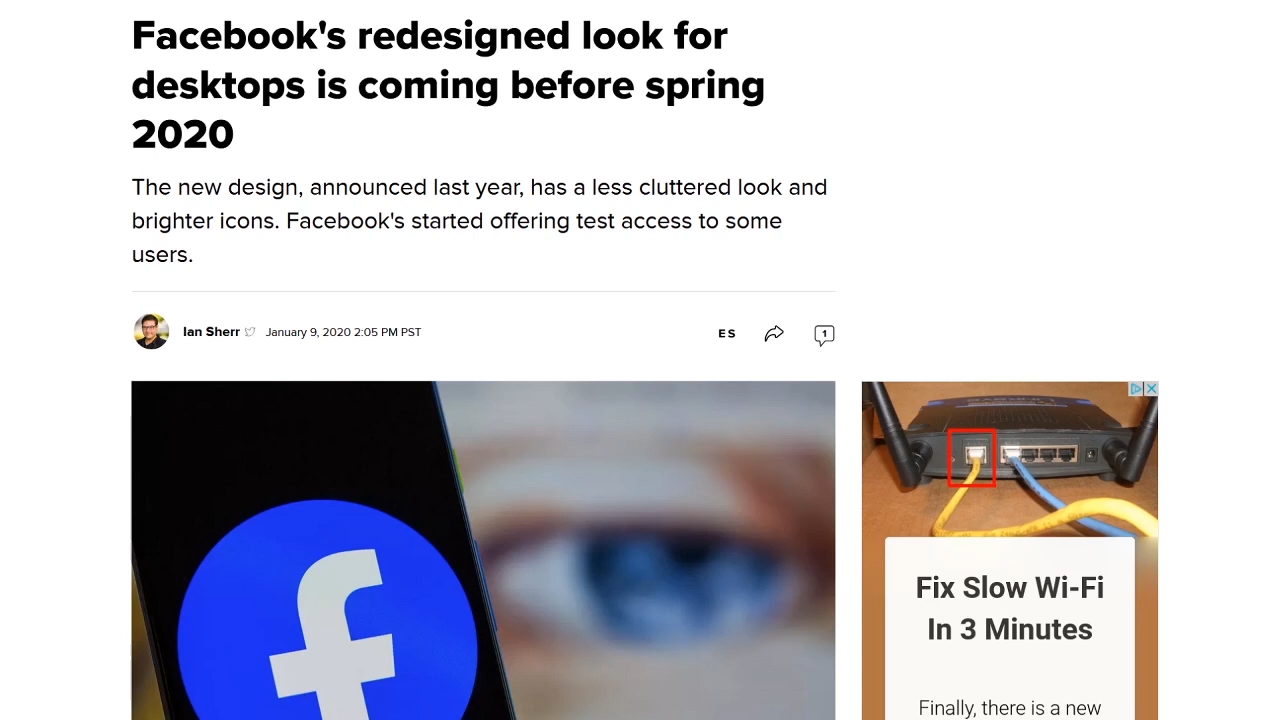 Facebook's redesigned look for
desktops is coming before spring
2020
The new design, announced last year, has a less cluttered look and
brighter icons. Facebook's started offering test access to some
users.
Ian Sherr January 9, 2020 2:05 PM PST
ES
1
f
Fix Slow Wi-Fi
In 3 Minutes
Finally, there is a new